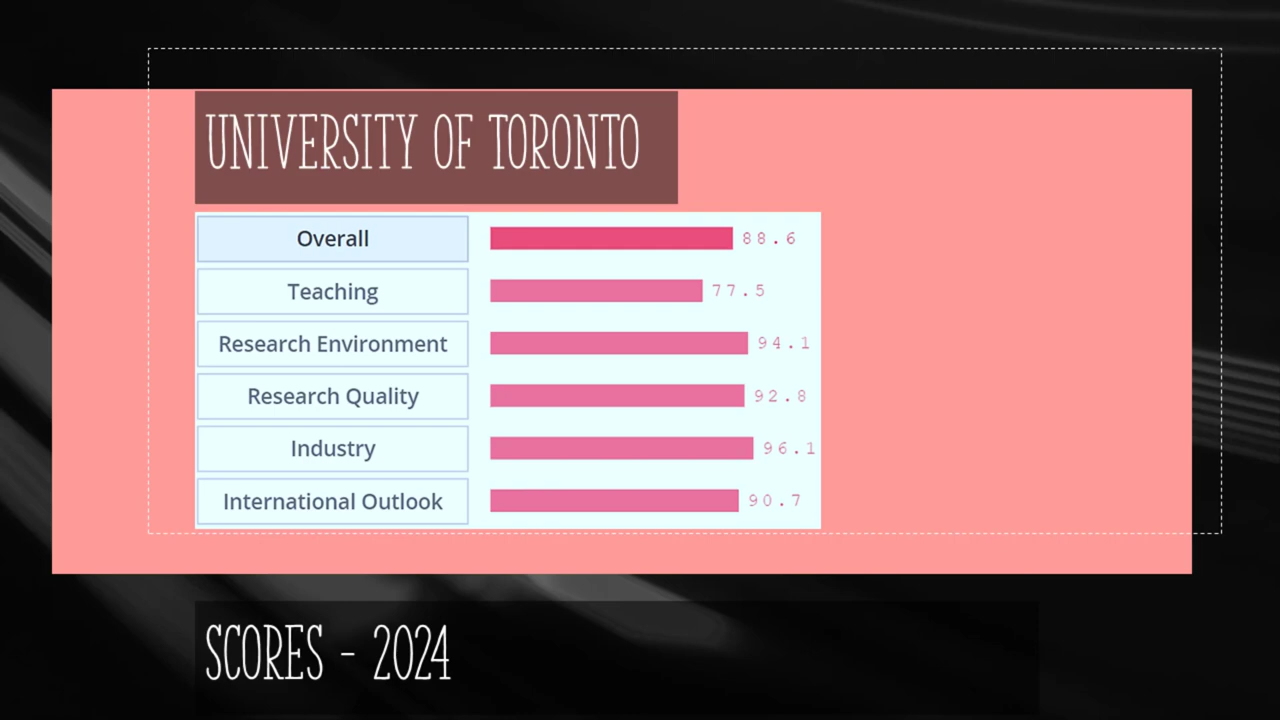 UNIVERSITY OF TORONTO
Overall 88.6
Teaching 77.5
Research Environment 94.1
Research Quality 92.8
Industry 96.1
International Outlook 90.7
SCORES - 2024